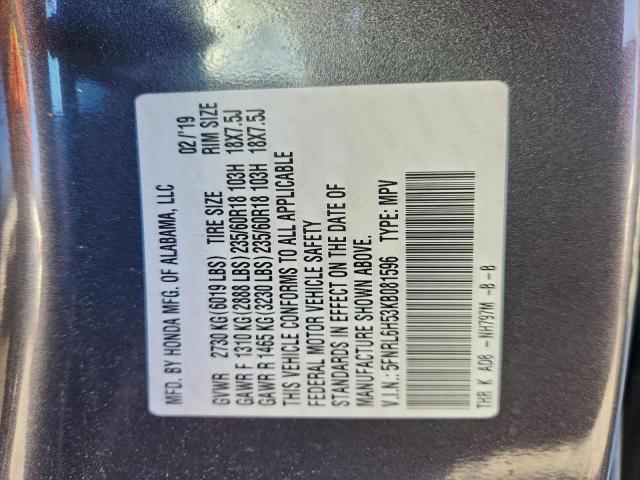 MFD. BY HONDA MFG. OF ALABAMA, LLC 02/'19
GVWR 2730 KG (6019 LBS) TIRE SIZE RIM SIZE
GAWR F 1310 KG (2888 LBS) 235/60R18 103H 18X7.5J
GAWR R 1465 KG (3230 LBS) 235/60R18 103H 18X7.5J
THIS VEHICLE CONFORMS TO ALL APPLICABLE
FEDERAL MOTOR VEHICLE SAFETY
STANDARDS IN EFFECT ON THE DATE OF
MANUFACTURE SHOWN ABOVE.
V.I.N.: 5FNRL6H53KB081596 TYPE: MPV
THR K AD8 -NH797M -B -B